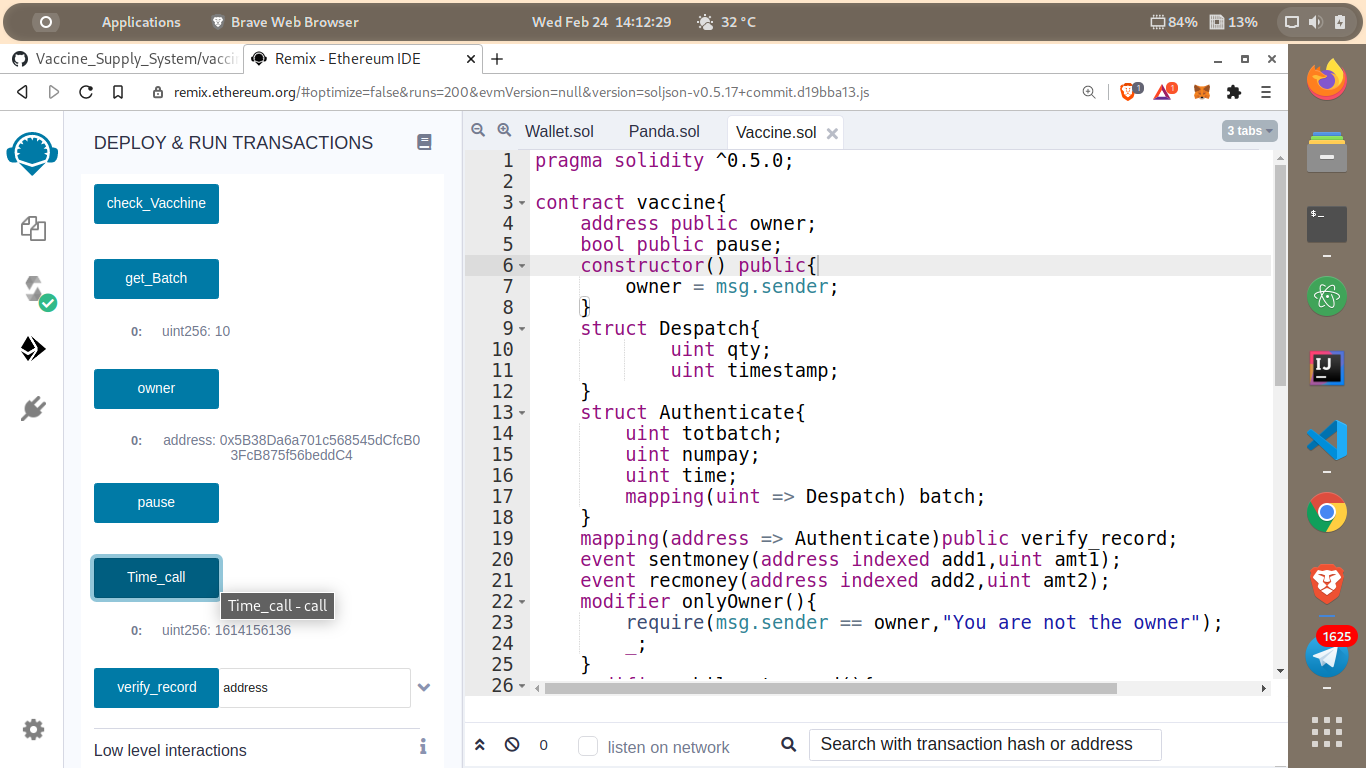 Applications
Brave Web Browser
Wed Feb 24 14:12:29
32 °C
84%
13%
Vaccine_Supply_System/vacci
Remix - Ethereum IDE
remix.ethereum.org/#optimize=false&runs=200&evmVersion=null&version=soljson-v0.5.17+commit.d19bba13.js
1
1
DEPLOY & RUN TRANSACTIONS
check_Vacchine
get_Batch
0: uint256: 10
owner
0: address: 0x5B38Da6a701c568545dCfcB0
3FcB875f56beddC4
pause
Time_call
Time_call - call
0: uint256: 1614156136
verify_record
address
Low level interactions
Wallet.sol
Panda.sol
Vaccine.sol
3 tabs
1 pragma solidity ^0.5.0;
2
3 contract vaccine{
4 address public owner;
5 bool public pause;
6 constructor() public{
7 owner = msg.sender;
8 }
9 struct Despatch{
10 uint qty;
11 uint timestamp;
12 }
13 struct Authenticate{
14 uint totbatch;
15 uint numpay;
16 uint time;
17 mapping(uint => Despatch) batch;
18 }
19 mapping(address => Authenticate)public verify_record;
20 event sentmoney(address indexed add1,uint amt1);
21 event recmoney(address indexed add2,uint amt2);
22 modifier onlyOwner(){
23 require(msg.sender == owner,"You are not the owner");
24 _;
25 }
26
0
listen on network
Search with transaction hash or address
$_
IJ
1625